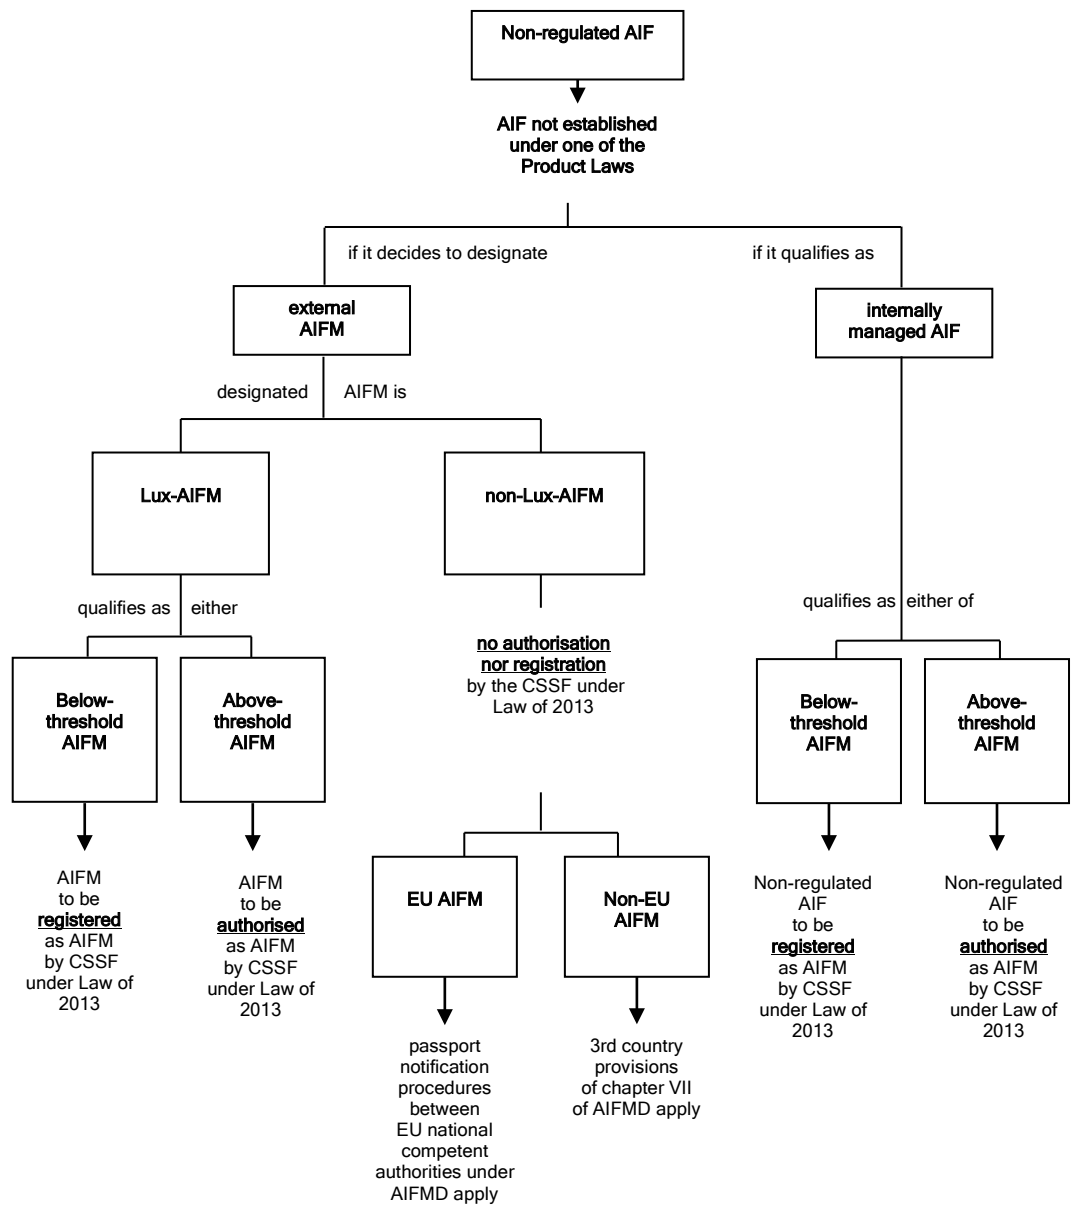 Non-regulated AIF
AIF not established
under one of the
Product Laws
if it decides to designate
if it qualifies as
external
AIFM
internally
managed AIF
designated
AIFM is
Lux-AIFM
non-Lux-AIFM
qualifies as
either
qualifies as
either of
no authorisation
nor registration
by the CSSF under
Law of 2013
Below-
threshold
AIFM
Above-
threshold
AIFM
Below-
threshold
AIFM
Above-
threshold
AIFM
EU AIFM
Non-EU
AIFM
AIFM
to be
registered
as AIFM
by CSSF
under Law of
2013
AIFM
to be
authorised
as AIFM
by CSSF
under Law of
2013
passport
notification
procedures
between
EU national
competent
authorities under
AIFMD apply
3rd country
provisions
of chapter VII
of AIFMD apply
Non-regulated
AIF
to be
registered
as AIFM
by CSSF
under Law of
2013
Non-regulated
AIF
to be
authorised
as AIFM
by CSSF
under Law of
2013